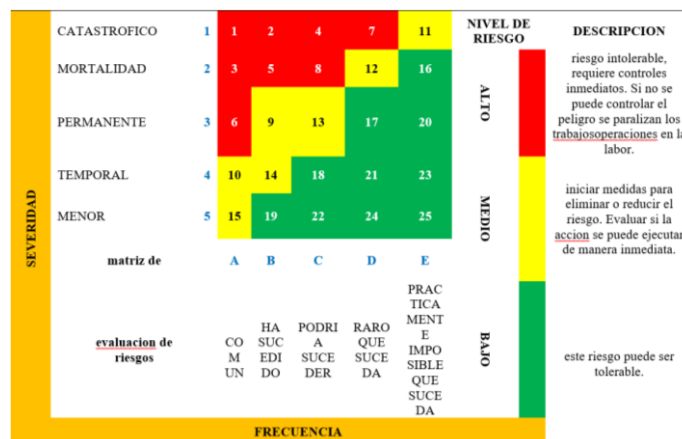 SEVERIDAD
CATASTROFICO 1 1 2 4 7 11
MORTALIDAD 2 3 5 8 12 16
PERMANENTE 3 6 9 13 17 20
TEMPORAL 4 10 14 18 21 23
MENOR 5 15 19 22 24 25
matriz de A B C D E
evaluacion de
riesgos
CO
M
UN
HA
SUC
EDI
DO
PODRI
A
SUCE
DER
RARO
QUE
SUCE
DA
PRAC
TICA
MENT
E
IMPO
SIBLE
QUE
SUCE
DA
FRECUENCIA
NIVEL DE
RIESGO
ALTO
MEDIO
BAJO
DESCRIPCION
riesgo intolerable,
requiere controles
inmediatos. Si no se
puede controlar el
peligro se paralizan los
trabajosoperaciones en la
labor.
iniciar medidas para
eliminar o reducir el
riesgo. Evaluar si la
accion se puede ejecutar
de manera inmediata.
este riesgo puede ser
tolerable.